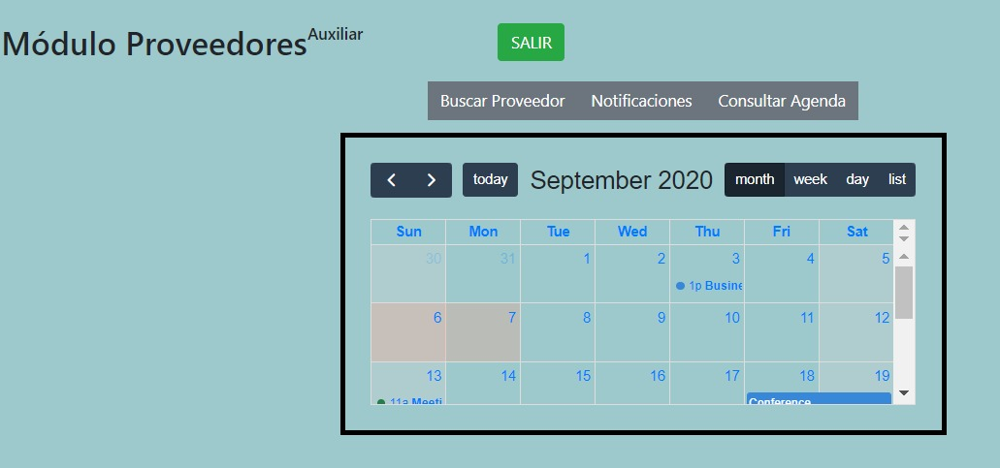 Módulo Proveedores Auxiliar
SALIR
Buscar Proveedor Notificaciones Consultar Agenda
today September 2020 month week day list
Sun Mon Tue Wed Thu Fri Sat
30 31 1 2 3 4 5
1p Busine
6 7 8 9 10 11 12
13 14 15 16 17 18 19
11a Meeti Conference